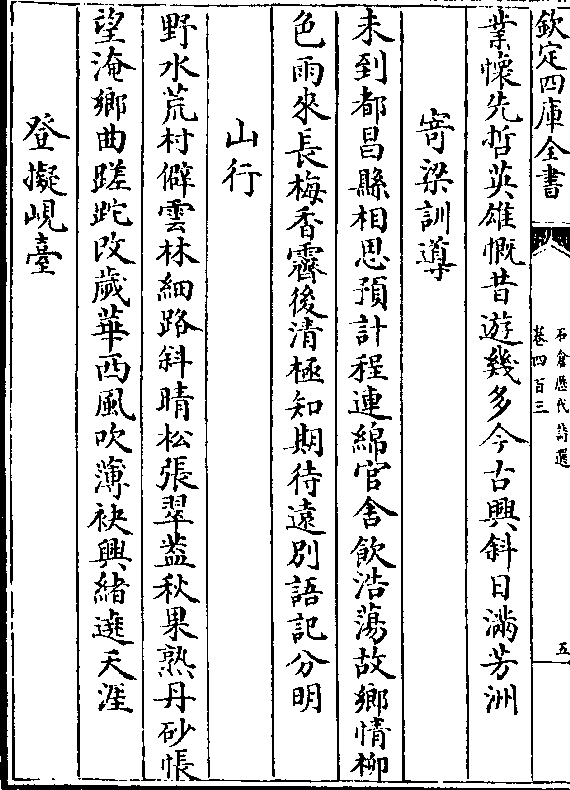 欽定四庫全書
石倉歴代詩選
卷四百三
五
業懷先哲英雄慨昔遊幾多今古興斜日滿芳洲
寄梁訓導
未到都昌縣相思預計程連綿官舍飲浩蕩故鄉情柳
色雨來長梅香霽後清極知期待遠別語記分明
山行
野水荒村僻雲林細路斜晴松張翠葢秋果熟丹砂悵
望淹鄉曲蹉跎改歲華西風吹薄袂興緒遶天涯
登擬峴臺